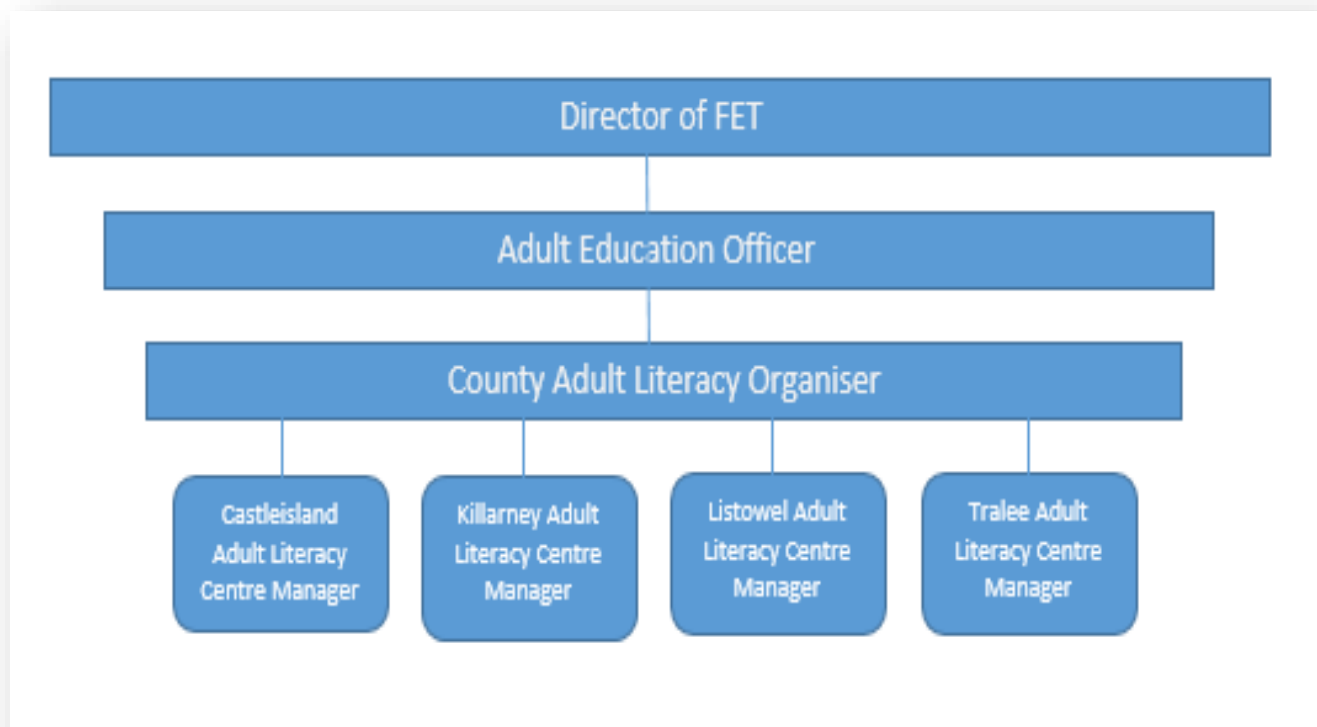 Director of FET
Adult Education Officer
County Adult Literacy Organiser
Castleisland
Adult Literacy
Centre Manager
Killarney Adult
Literacy Centre
Manager
Listowel Adult
Literacy Centre
Manager
Tralee Adult
Literacy Centre
Manager